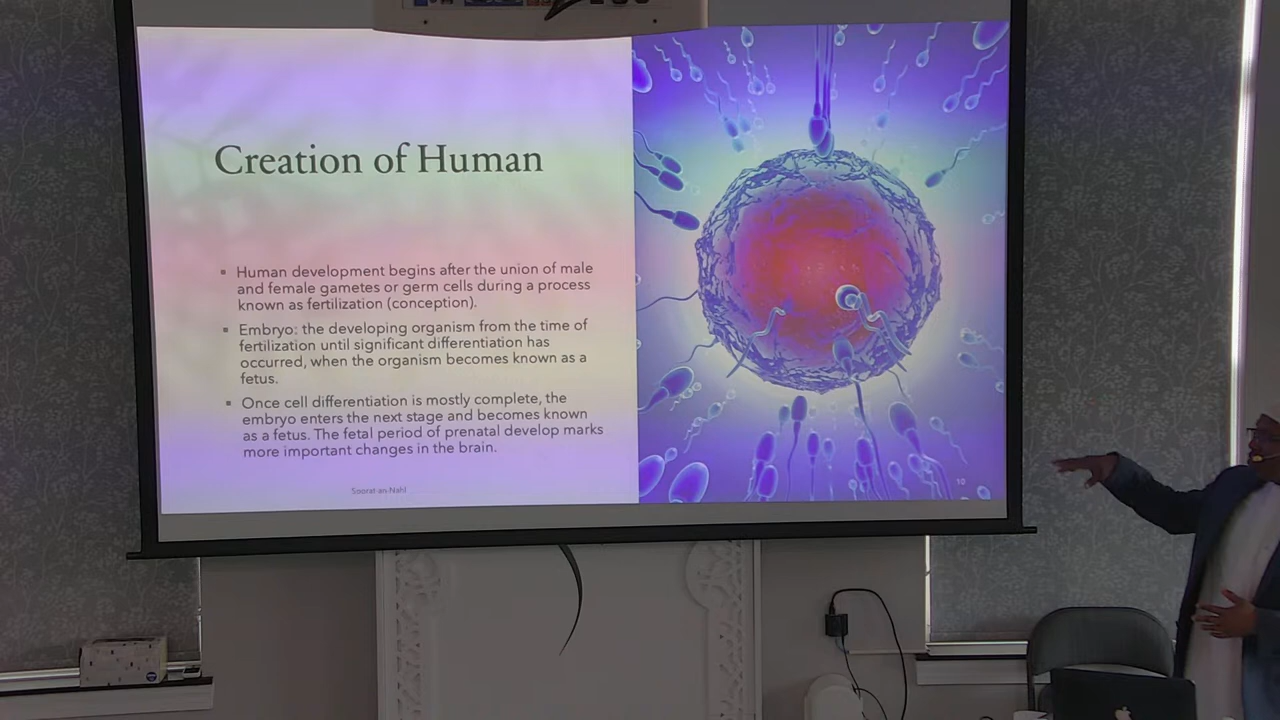 Creation of Human
▪ Human development begins after the union of male
and female gametes or germ cells during a process
known as fertilization (conception).
▪ Embryo: the developing organism from the time of
fertilization until significant differentiation has
occurred, when the organism becomes known as a
fetus.
▪ Once cell differentiation is mostly complete, the
embryo enters the next stage and becomes known
as a fetus. The fetal period of prenatal develop marks
more important changes in the brain.
Soorat-an-Nahl
10